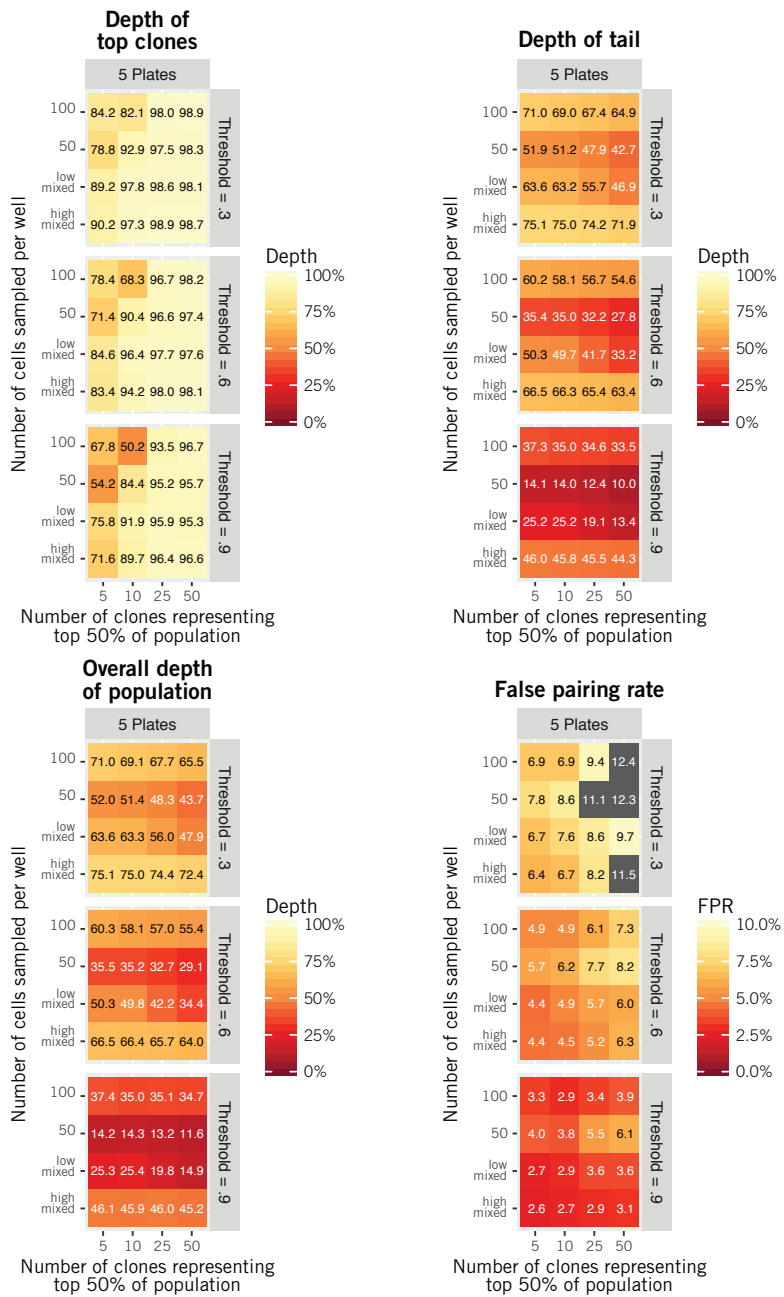 Depth of
top clones
5 Plates
Number of cells sampled per well
100
84.2 82.1 98.0 98.9
50
78.8 92.9 97.5 98.3
low
mixed
89.2 97.8 98.6 98.1
high
mixed
90.2 97.3 98.9 98.7
Threshold = .3
100
78.4 68.3 96.7 98.2
50
71.4 90.4 96.6 97.4
low
mixed
84.6 96.4 97.7 97.6
high
mixed
83.4 94.2 98.0 98.1
Threshold = .6
100
67.8 50.2 93.5 96.7
50
54.2 84.4 95.2 95.7
low
mixed
75.8 91.9 95.9 95.3
high
mixed
71.6 89.7 96.4 96.6
Threshold = .9
5 10 25 50
Number of clones representing
top 50% of population
Depth
100%
75%
50%
25%
0%
Depth of tail
5 Plates
Number of cells sampled per well
100
71.0 69.0 67.4 64.9
50
51.9 51.2 47.9 42.7
low
mixed
63.6 63.2 55.7 46.9
high
mixed
75.1 75.0 74.2 71.9
Threshold = .3
100
60.2 58.1 56.7 54.6
50
35.4 35.0 32.2 27.8
low
mixed
50.3 49.7 41.7 33.2
high
mixed
66.5 66.3 65.4 63.4
Threshold = .6
100
37.3 35.0 34.6 33.5
50
14.1 14.0 12.4 10.0
low
mixed
25.2 25.2 19.1 13.4
high
mixed
46.0 45.8 45.5 44.3
Threshold = .9
5 10 25 50
Number of clones representing
top 50% of population
Depth
100%
75%
50%
25%
0%
Overall depth
of population
5 Plates
Number of cells sampled per well
100
71.0 69.1 67.7 65.5
50
52.0 51.4 48.3 43.7
low
mixed
63.6 63.3 56.0 47.9
high
mixed
75.1 75.0 74.4 72.4
Threshold = .3
100
60.3 58.1 57.0 55.4
50
35.5 35.2 32.7 29.1
low
mixed
50.3 49.8 42.2 34.4
high
mixed
66.5 66.4 65.7 64.0
Threshold = .6
100
37.4 35.0 35.1 34.7
50
14.2 14.3 13.2 11.6
low
mixed
25.3 25.4 19.8 14.9
high
mixed
46.1 45.9 46.0 45.2
Threshold = .9
5 10 25 50
Number of clones representing
top 50% of population
Depth
100%
75%
50%
25%
0%
False pairing rate
5 Plates
Number of cells sampled per well
100
6.9 6.9 9.4 12.4
50
7.8 8.6 11.1 12.3
low
mixed
6.7 7.6 8.6 9.7
high
mixed
6.4 6.7 8.2 11.5
Threshold = .3
100
4.9 4.9 6.1 7.3
50
5.7 6.2 7.7 8.2
low
mixed
4.4 4.9 5.7 6.0
high
mixed
4.4 4.5 5.2 6.3
Threshold = .6
100
3.3 2.9 3.4 3.9
50
4.0 3.8 5.5 6.1
low
mixed
2.7 2.9 3.6 3.6
high
mixed
2.6 2.7 2.9 3.1
Threshold = .9
5 10 25 50
Number of clones representing
top 50% of population
FPR
10.0%
7.5%
5.0%
2.5%
0.0%